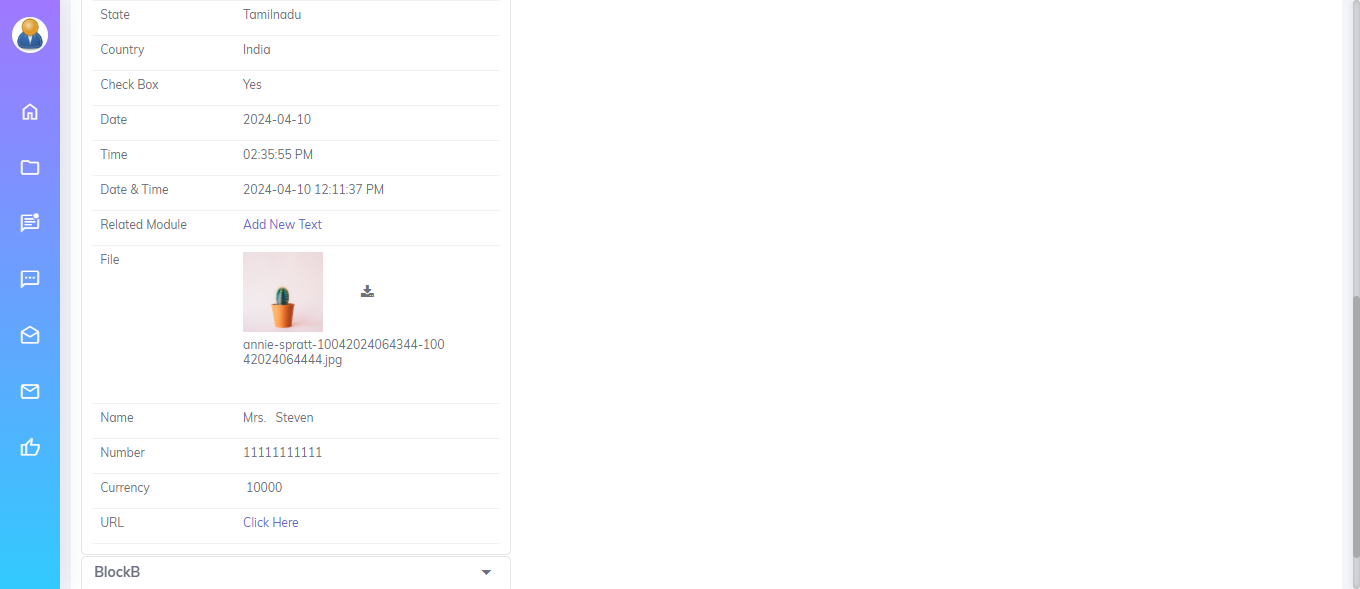 State Tamilnadu
Country India
Check Box Yes
Date 2024-04-10
Time 02:35:55 PM
Date & Time 2024-04-10 12:11:37 PM
Related Module Add New Text
File
annie-spratt-10042024064344-100
42024064444.jpg
Name Mrs. Steven
Number 11111111111
Currency 10000
URL Click Here
BlockB